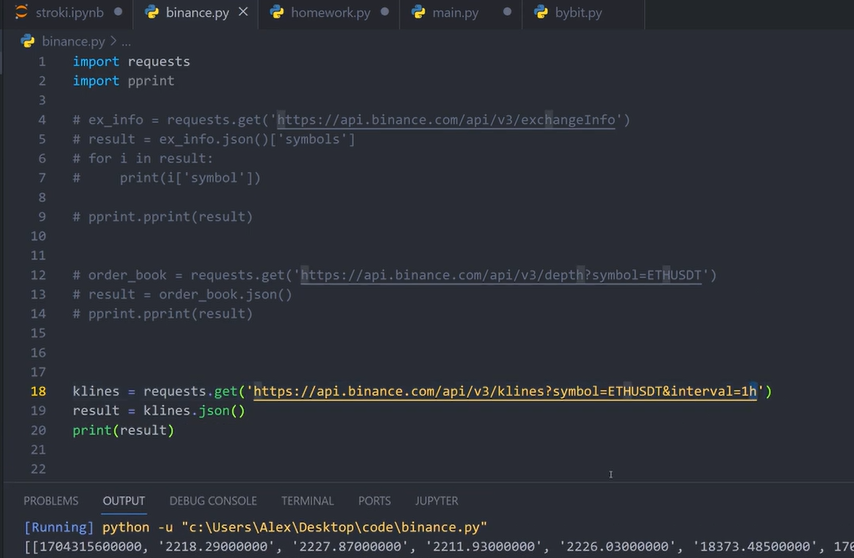 stroki.ipynb
binance.py
homework.py
main.py
bybit.py
binance.py > ...
1 import requests
2 import pprint
3
4 # ex_info = requests.get('https://api.binance.com/api/v3/exchangeInfo')
5 # result = ex_info.json()['symbols']
6 # for i in result:
7 #     print(i['symbol'])
8
9 # pprint.pprint(result)
10
11
12 # order_book = requests.get('https://api.binance.com/api/v3/depth?symbol=ETHUSDT')
13 # result = order_book.json()
14 # pprint.pprint(result)
15
16
17
18 klines = requests.get('https://api.binance.com/api/v3/klines?symbol=ETHUSDT&interval=1h')
19 result = klines.json()
20 print(result)
21
22
PROBLEMS OUTPUT DEBUG CONSOLE TERMINAL PORTS JUPYTER
[Running] python -u "c:\Users\Alex\Desktop\code\binance.py"
[[1704315600000, '2218.29000000', '2227.87000000', '2211.93000000', '2226.03000000', '18373.48500000', 170